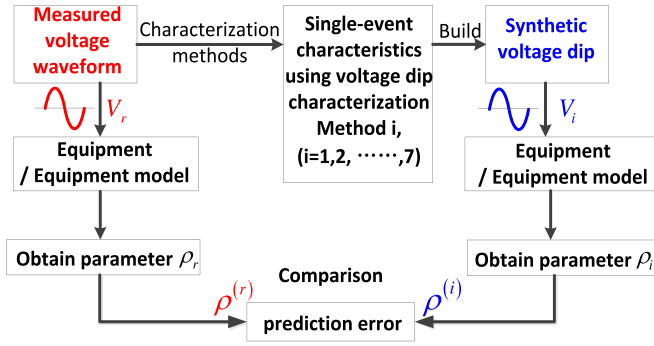 Measured
voltage
waveform
Characterization
methods
Single-event
characteristics
using voltage dip
characterization
Method i,
(i=1,2, ……,7)
Build
Synthetic
voltage dip
V_r
V_i
Equipment
/ Equipment model
Equipment
/ Equipment model
Obtain parameter ρ_r
Obtain parameter ρ_i
Comparison
ρ^(r)
ρ^(i)
prediction error